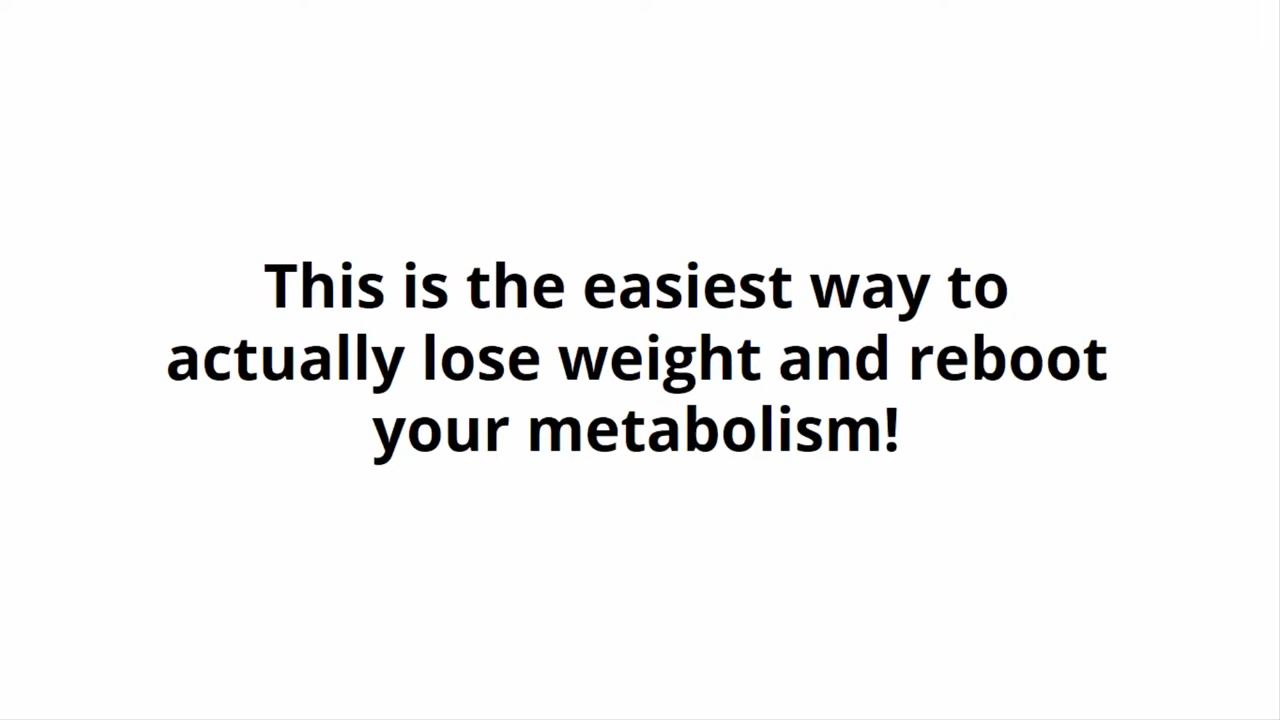 This is the easiest way to
actually lose weight and reboot
your metabolism!